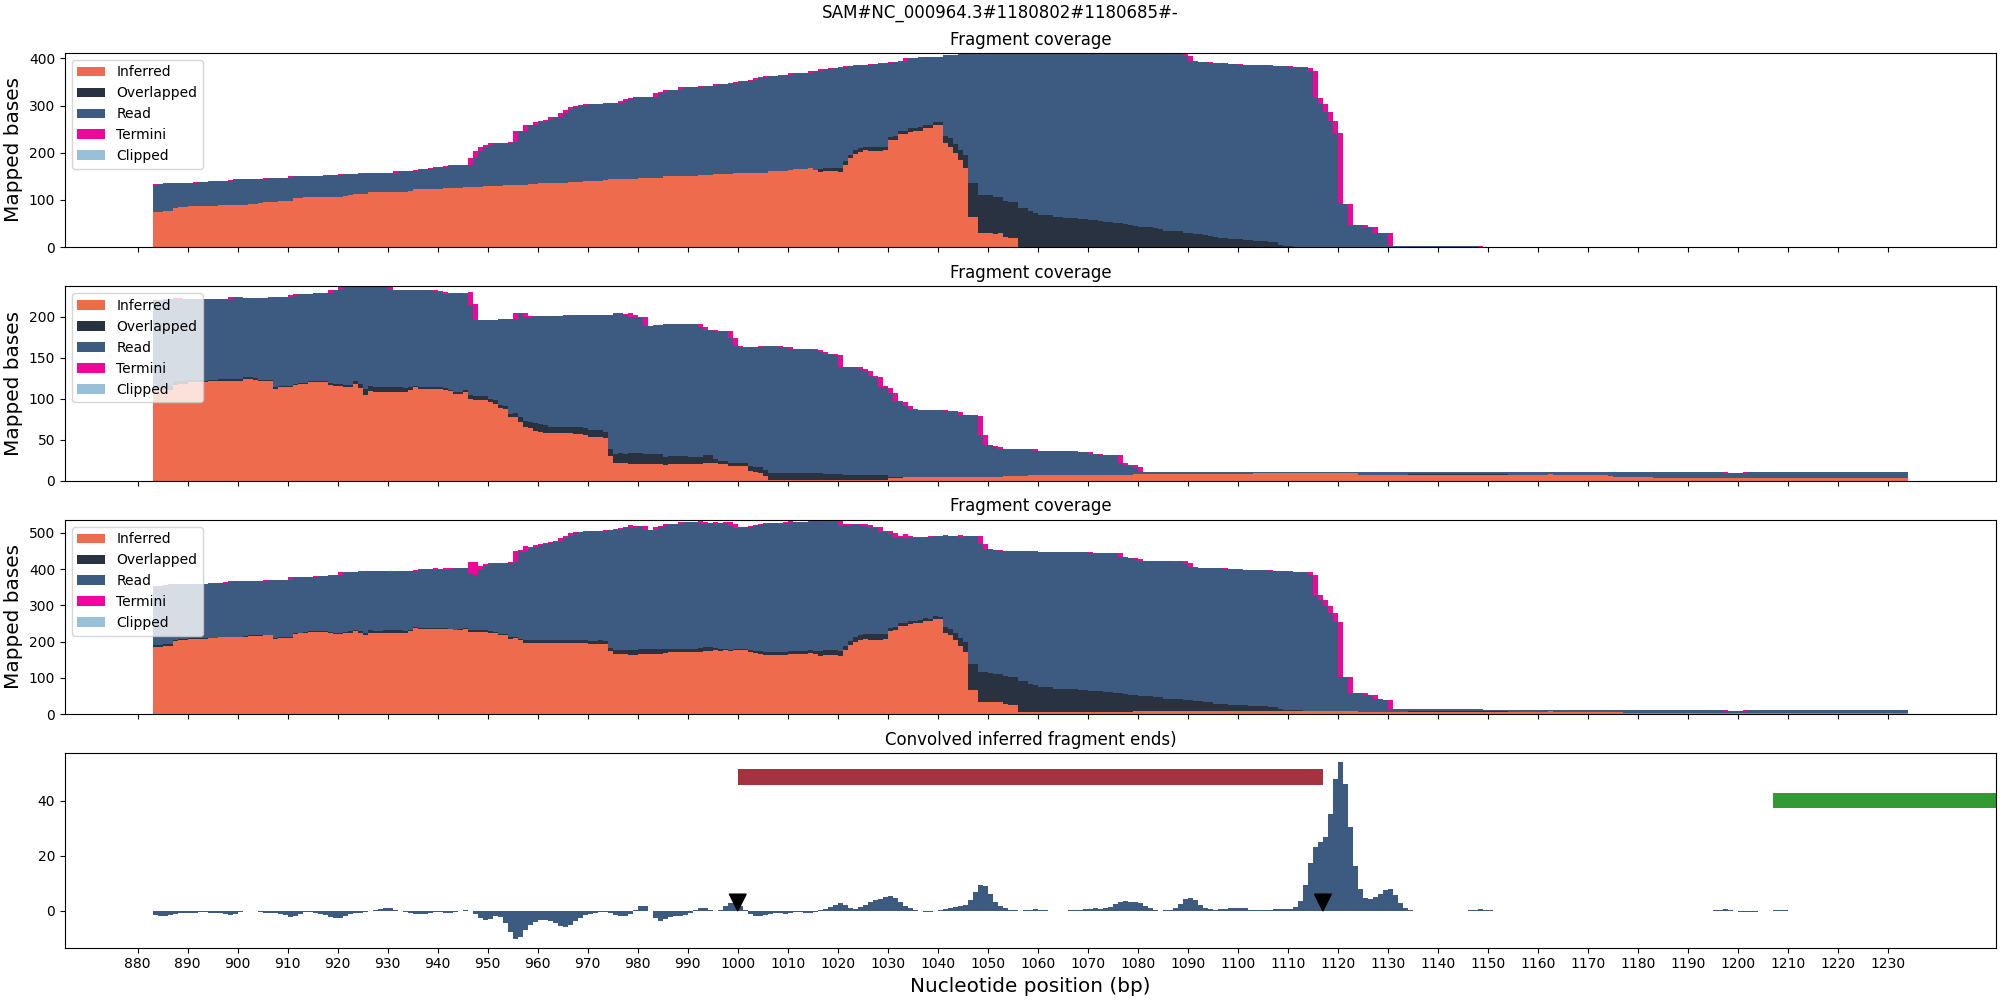 SAM#NC_000964.3#1180802#1180685#-
Fragment coverage
Mapped bases
400
300
200
100
0
Inferred
Overlapped
Read
Termini
Clipped
Fragment coverage
Mapped bases
200
150
100
50
0
Inferred
Overlapped
Read
Termini
Clipped
Fragment coverage
Mapped bases
500
400
300
200
100
0
Inferred
Overlapped
Read
Termini
Clipped
Convolved inferred fragment ends)
40
20
0
880 890 900 910 920 930 940 950 960 970 980 990 1000 1010 1020 1030 1040 1050 1060 1070 1080 1090 1100 1110 1120 1130 1140 1150 1160 1170 1180 1190 1200 1210 1220 1230
Nucleotide position (bp)